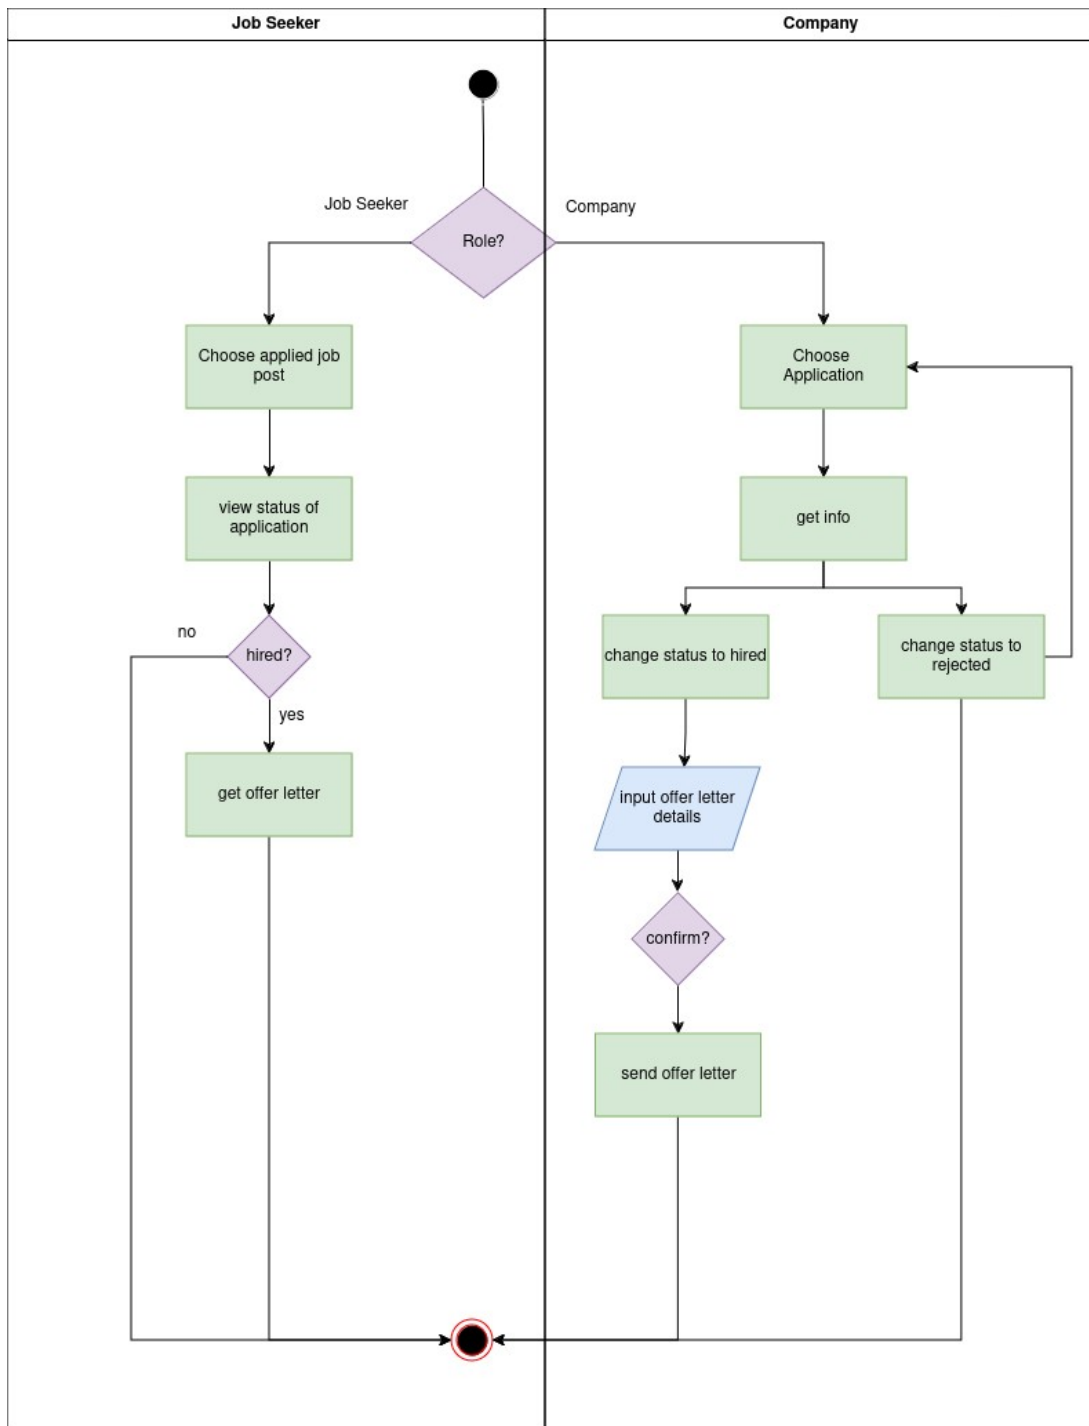 Job Seeker
Company
Job Seeker
Company
Role?
Choose applied job
post
Choose
Application
view status of
application
get info
no
hired?
change status to hired
change status to
rejected
yes
get offer letter
input offer letter
details
confirm?
send offer letter